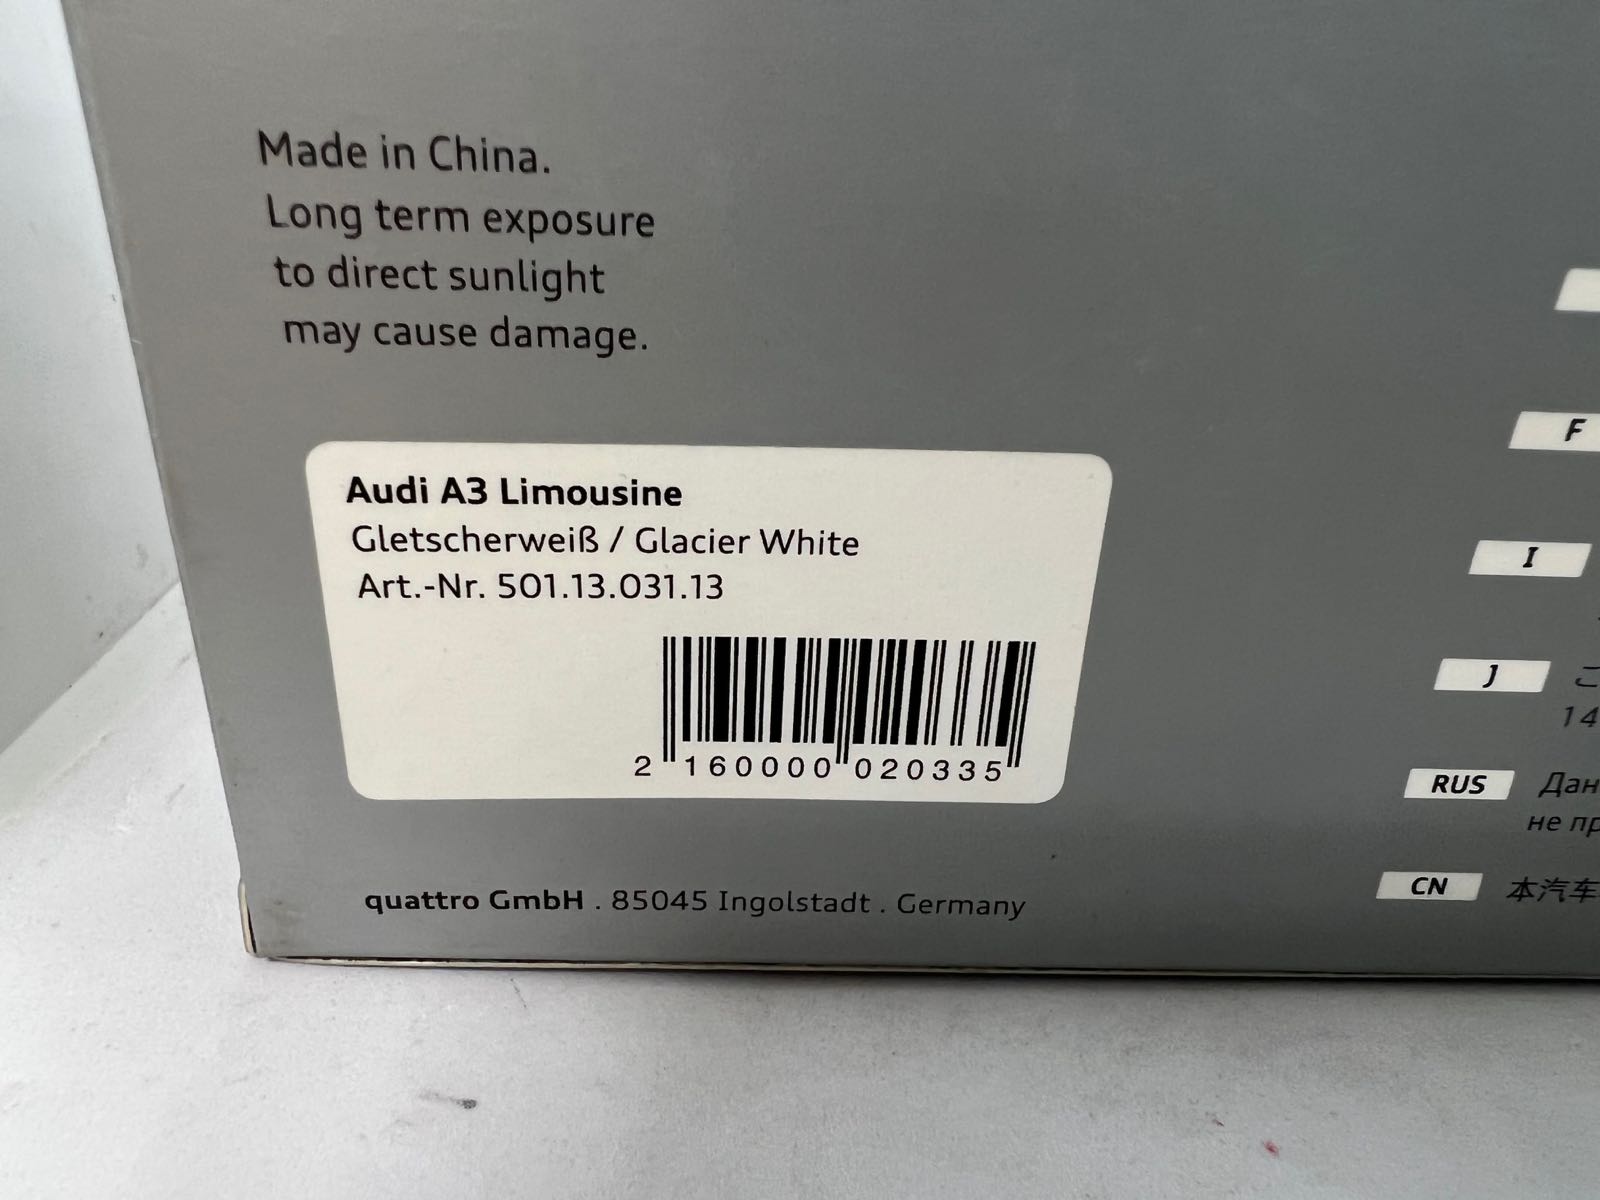 Made in China.
Long term exposure
to direct sunlight
may cause damage.
Audi A3 Limousine
Gletscherweiß / Glacier White
Art.-Nr. 501.13.031.13
2 160000 020335
quattro GmbH . 85045 Ingolstadt . Germany
F
I
J こ
14
RUS Дан
не пр
CN 本汽车